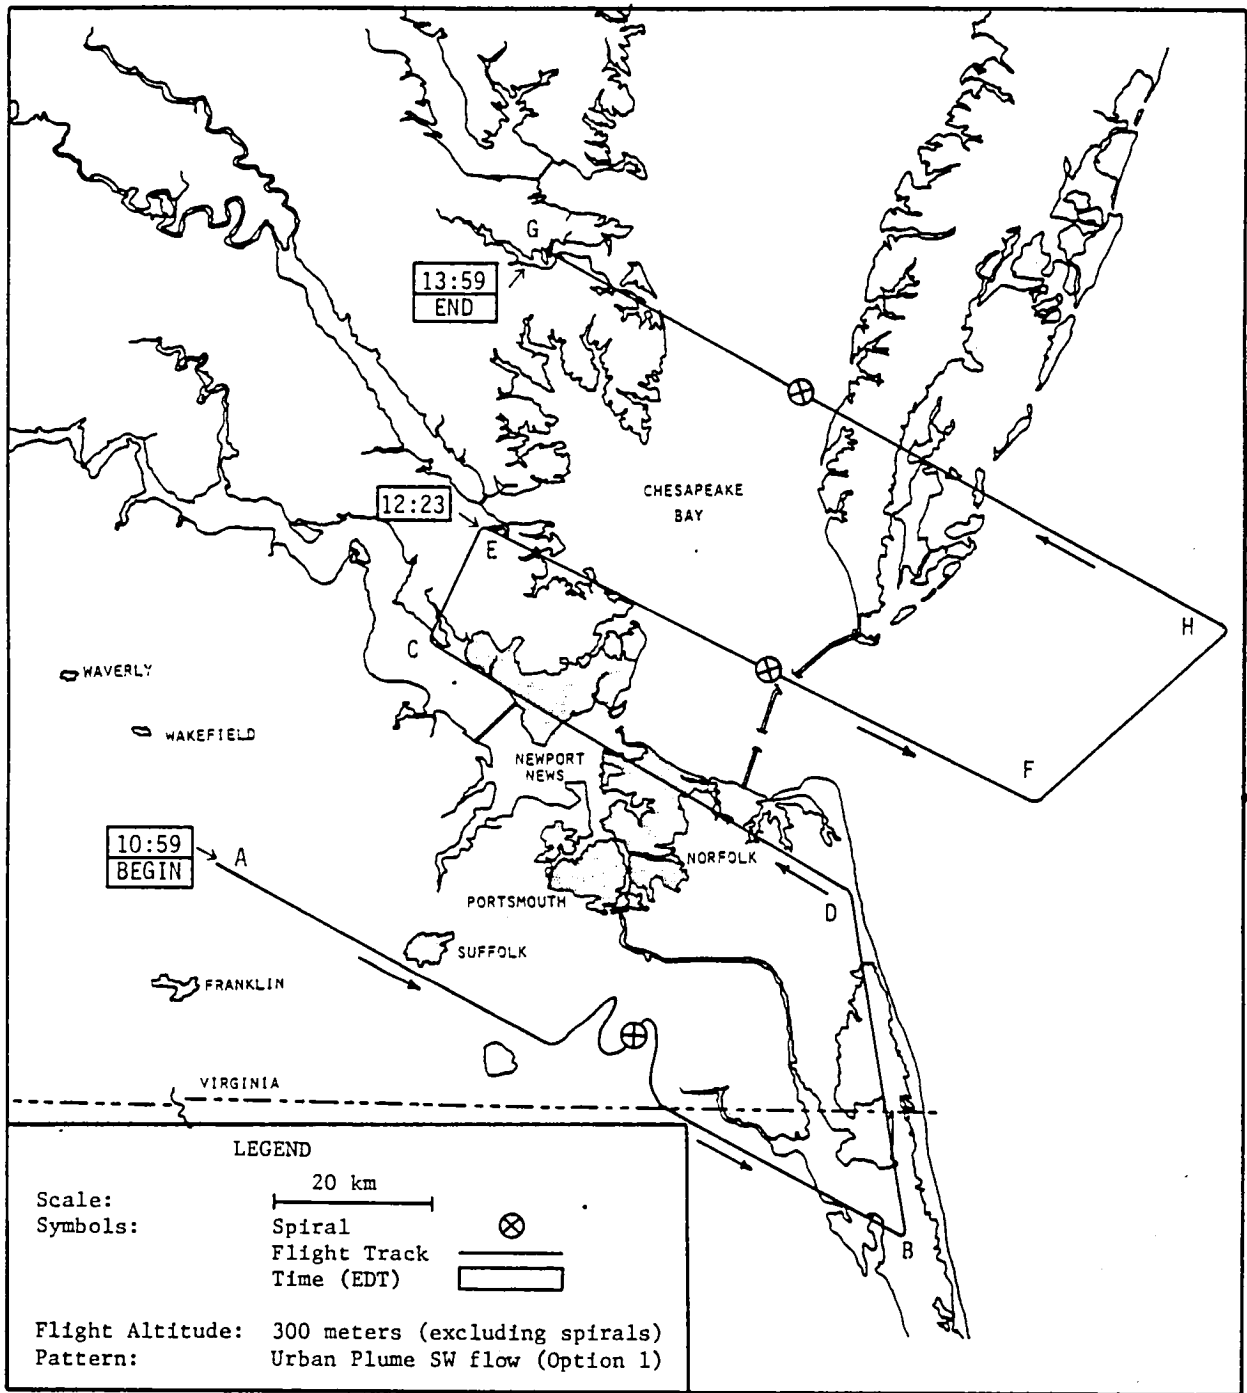 G
13:59
END
CHESAPEAKE
BAY
12:23
E
H
C
WAVERLY
WAKEFIELD
NEWPORT
NEWS
F
10:59
BEGIN
A
NORFOLK
D
PORTSMOUTH
SUFFOLK
FRANKLIN
VIRGINIA
B
LEGEND
Scale: 20 km
Symbols: Spiral
Flight Track
Time (EDT)
Flight Altitude: 300 meters (excluding spirals)
Pattern: Urban Plume SW flow (Option 1)